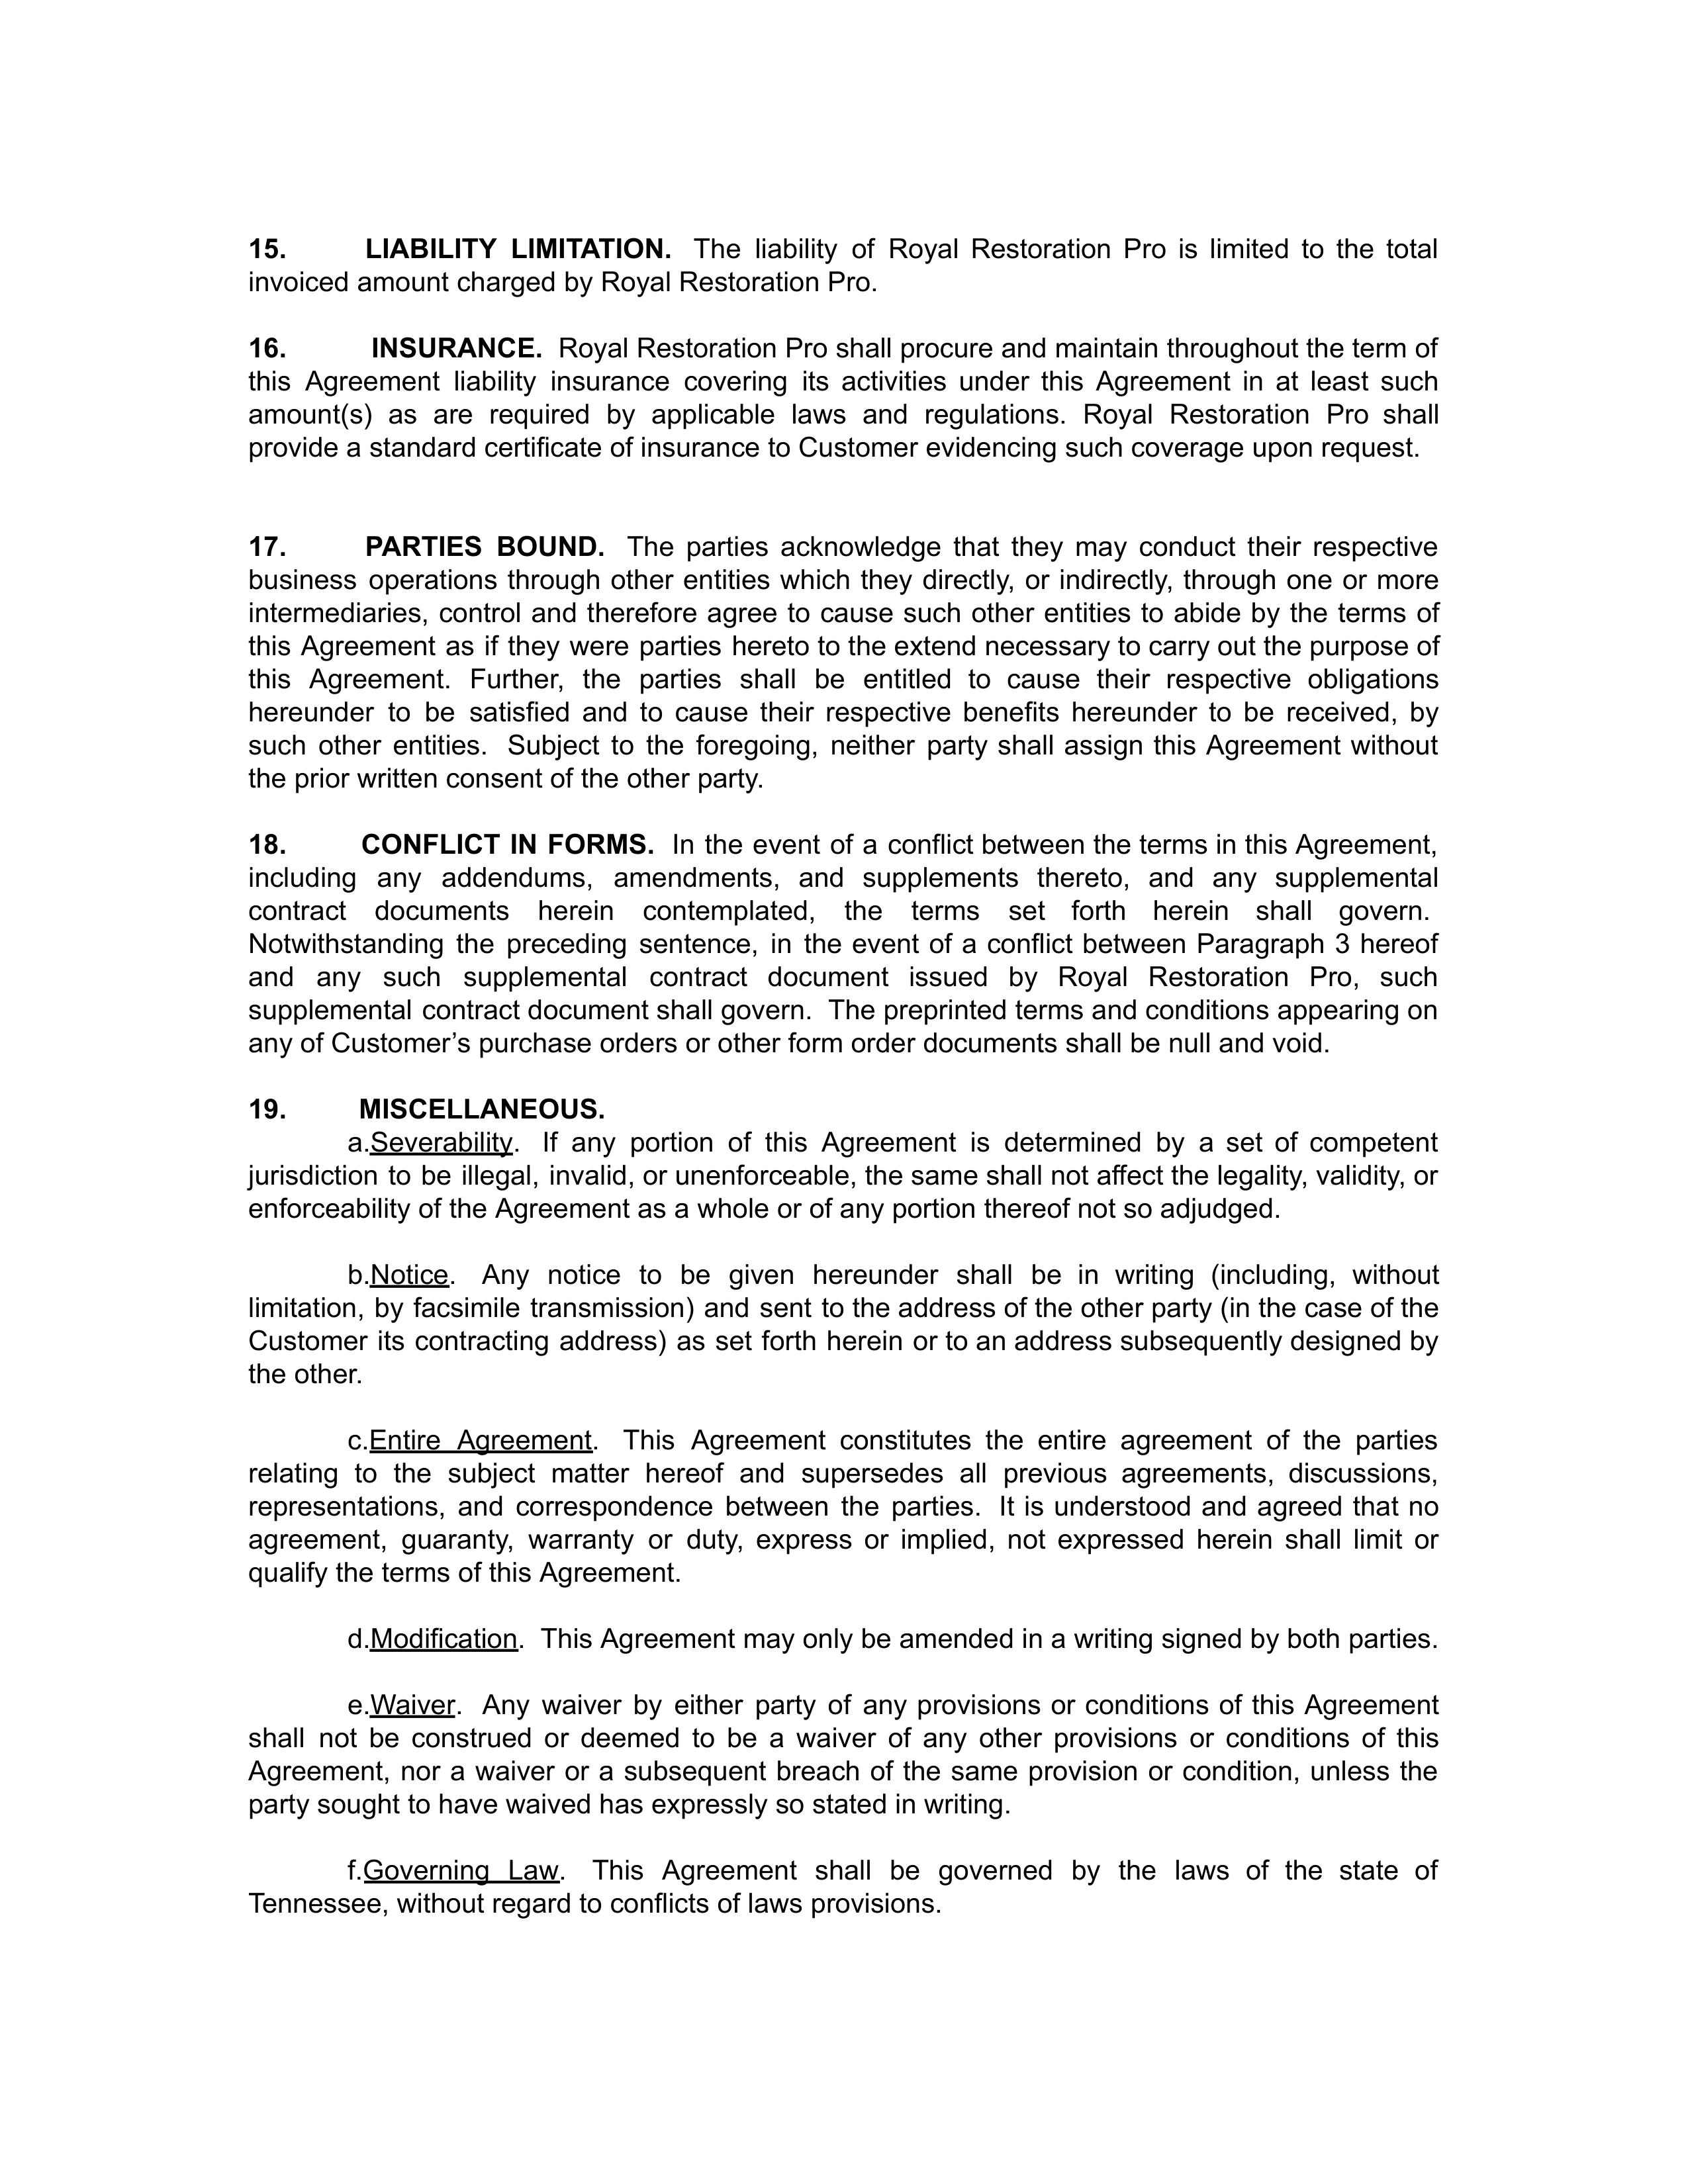 15. LIABILITY LIMITATION. The liability of Royal Restoration Pro is limited to the total
invoiced amount charged by Royal Restoration Pro.
16. INSURANCE. Royal Restoration Pro shall procure and maintain throughout the term of
this Agreement liability insurance covering its activities under this Agreement in at least such
amount(s) as are required by applicable laws and regulations. Royal Restoration Pro shall
provide a standard certificate of insurance to Customer evidencing such coverage upon request.
17. PARTIES BOUND. The parties acknowledge that they may conduct their respective
business operations through other entities which they directly, or indirectly, through one or more
intermediaries, control and therefore agree to cause such other entities to abide by the terms of
this Agreement as if they were parties hereto to the extend necessary to carry out the purpose of
this Agreement. Further, the parties shall be entitled to cause their respective obligations
hereunder to be satisfied and to cause their respective benefits hereunder to be received, by
such other entities. Subject to the foregoing, neither party shall assign this Agreement without
the prior written consent of the other party.
18. CONFLICT IN FORMS. In the event of a conflict between the terms in this Agreement,
including any addendums, amendments, and supplements thereto, and any supplemental
contract documents herein contemplated, the terms set forth herein shall govern.
Notwithstanding the preceding sentence, in the event of a conflict between Paragraph 3 hereof
and any such supplemental contract document issued by Royal Restoration Pro, such
supplemental contract document shall govern. The preprinted terms and conditions appearing on
any of Customer’s purchase orders or other form order documents shall be null and void.
19. MISCELLANEOUS.
a.Severability. If any portion of this Agreement is determined by a set of competent
jurisdiction to be illegal, invalid, or unenforceable, the same shall not affect the legality, validity, or
enforceability of the Agreement as a whole or of any portion thereof not so adjudged.
b.Notice. Any notice to be given hereunder shall be in writing (including, without
limitation, by facsimile transmission) and sent to the address of the other party (in the case of the
Customer its contracting address) as set forth herein or to an address subsequently designed by
the other.
c.Entire Agreement. This Agreement constitutes the entire agreement of the parties
relating to the subject matter hereof and supersedes all previous agreements, discussions,
representations, and correspondence between the parties. It is understood and agreed that no
agreement, guaranty, warranty or duty, express or implied, not expressed herein shall limit or
qualify the terms of this Agreement.
d.Modification. This Agreement may only be amended in a writing signed by both parties.
e.Waiver. Any waiver by either party of any provisions or conditions of this Agreement
shall not be construed or deemed to be a waiver of any other provisions or conditions of this
Agreement, nor a waiver or a subsequent breach of the same provision or condition, unless the
party sought to have waived has expressly so stated in writing.
f.Governing Law. This Agreement shall be governed by the laws of the state of
Tennessee, without regard to conflicts of laws provisions.